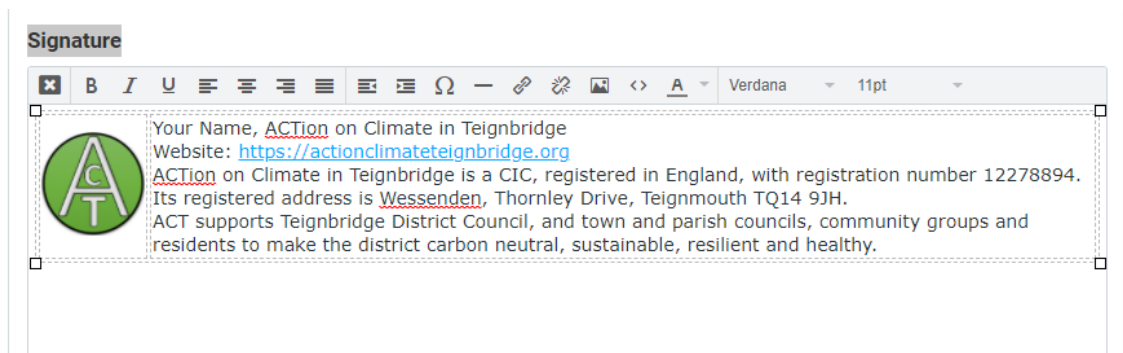 Signature
B I U Ω A Verdana 11pt
ACT
Your Name, ACTion on Climate in Teignbridge
Website: https://actionclimateteignbridge.org
ACTion on Climate in Teignbridge is a CIC, registered in England, with registration number 12278894.
Its registered address is Wessenden, Thornley Drive, Teignmouth TQ14 9JH.
ACT supports Teignbridge District Council, and town and parish councils, community groups and
residents to make the district carbon neutral, sustainable, resilient and healthy.